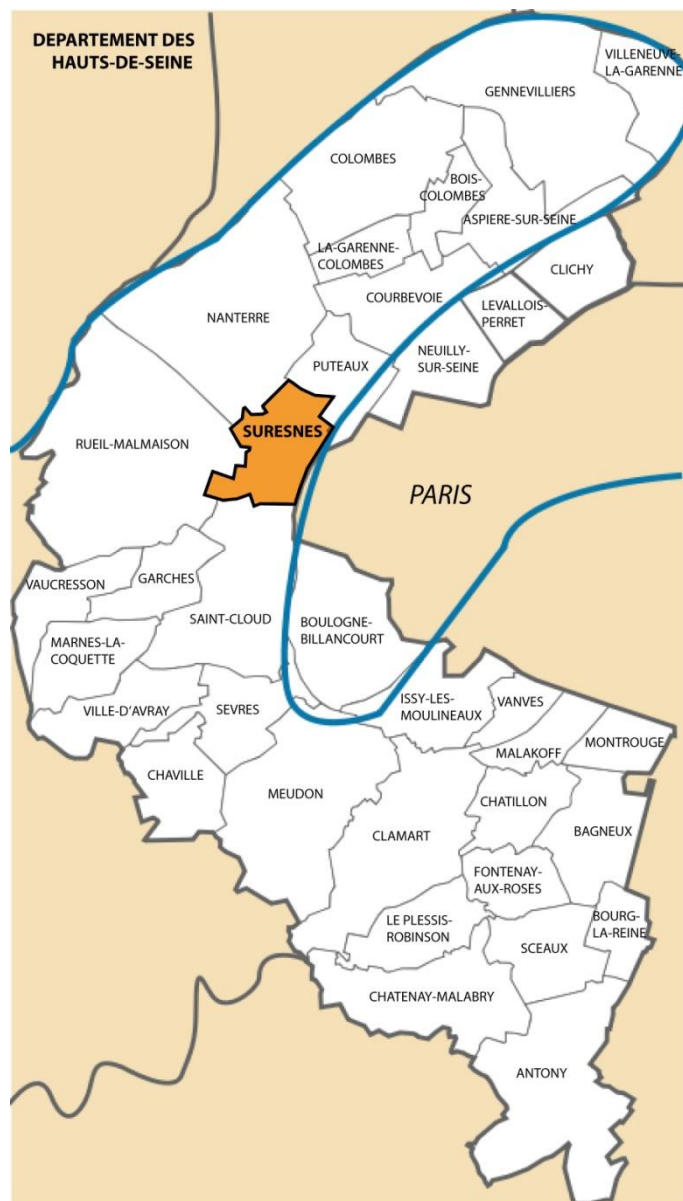 DEPARTEMENT DES
HAUTS-DE-SEINE
VILLENEUVE-
LA-GARENNE
GENNEVILLIERS
COLOMBES
BOIS-
COLOMBES
ASPIERE-SUR-SEINE
LA-GARENNE-
COLOMBES
CLICHY
COURBEVOIE
LEVALLOIS-
PERRET
NANTERRE
NEUILLY-
SUR-SEINE
PUTEAUX
SURESNES
RUEIL-MALMAISON
PARIS
GARCHES
VAUCRESSON
SAINT-CLOUD
BOULOGNE-
BILLANCOURT
MARNES-LA-
COQUETTE
ISSY-LES-
MOULINEAUX
VANVES
VILLE-D'AVRAY
SEVRES
MALAKOFF
MONTROUGE
CHAVILLE
MEUDON
CHATILLON
BAGNEUX
CLAMART
FONTENAY-
AUX-ROSES
LE PLESSIS-
ROBINSON
BOURG-
LA-REINE
SCEAUX
CHATENAY-MALABRY
ANTONY